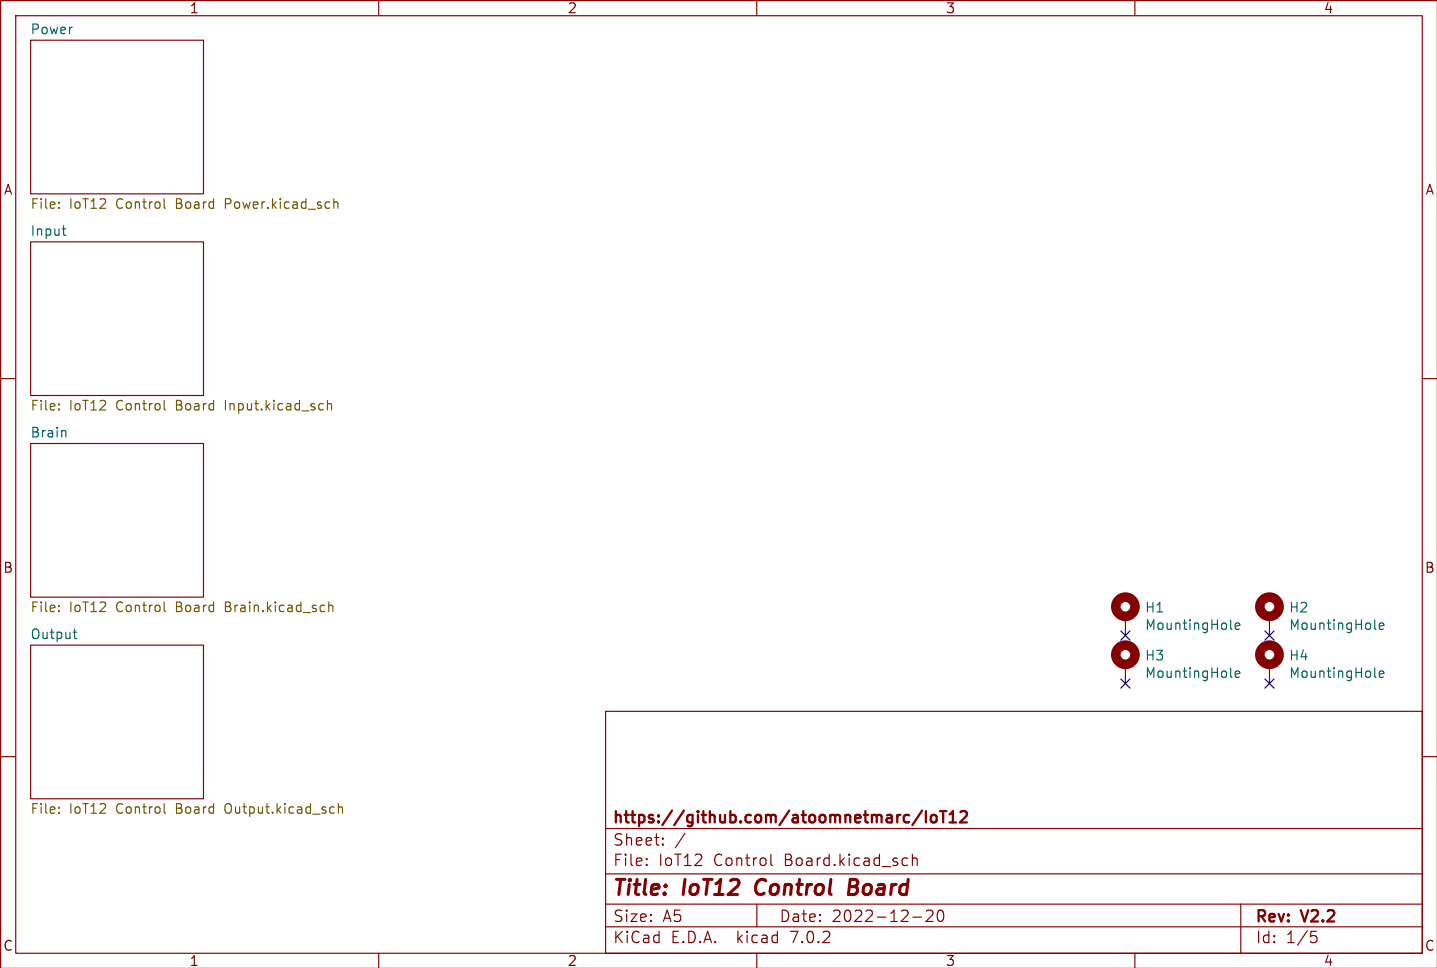 1 2 3 4
Power
A A
File: IoT12 Control Board Power.kicad_sch
Input
File: IoT12 Control Board Input.kicad_sch
Brain
B B
File: IoT12 Control Board Brain.kicad_sch
H1
MountingHole
H2
MountingHole
Output
H3
MountingHole
H4
MountingHole
File: IoT12 Control Board Output.kicad_sch
https://github.com/atoomnetmarc/IoT12
Sheet: /
File: IoT12 Control Board.kicad_sch
Title: IoT12 Control Board
Size: A5 Date: 2022-12-20 Rev: V2.2
KiCad E.D.A. kicad 7.0.2 Id: 1/5
C C
1 2 3 4